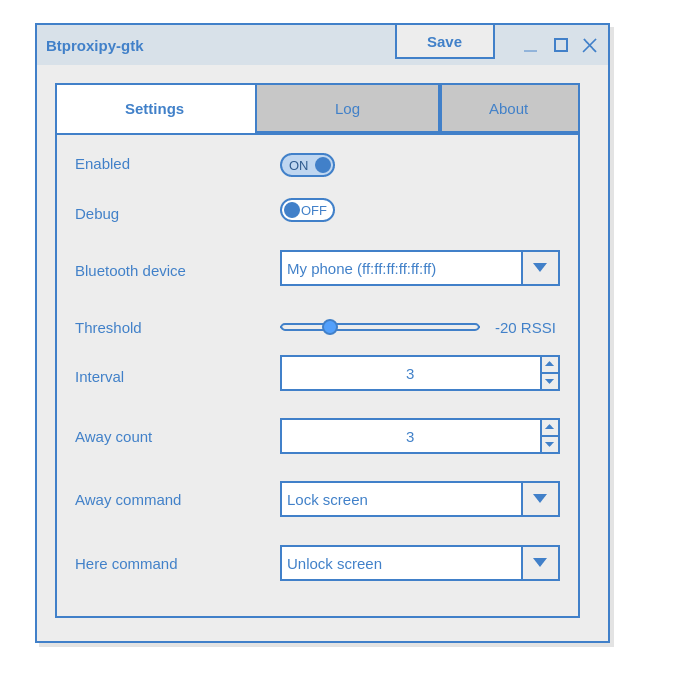 Btproxipy-gtk
Save
Settings
Log
About
Enabled
ON
Debug
OFF
Bluetooth device
My phone (ff:ff:ff:ff:ff:ff)
Threshold
-20 RSSI
Interval
3
Away count
3
Away command
Lock screen
Here command
Unlock screen